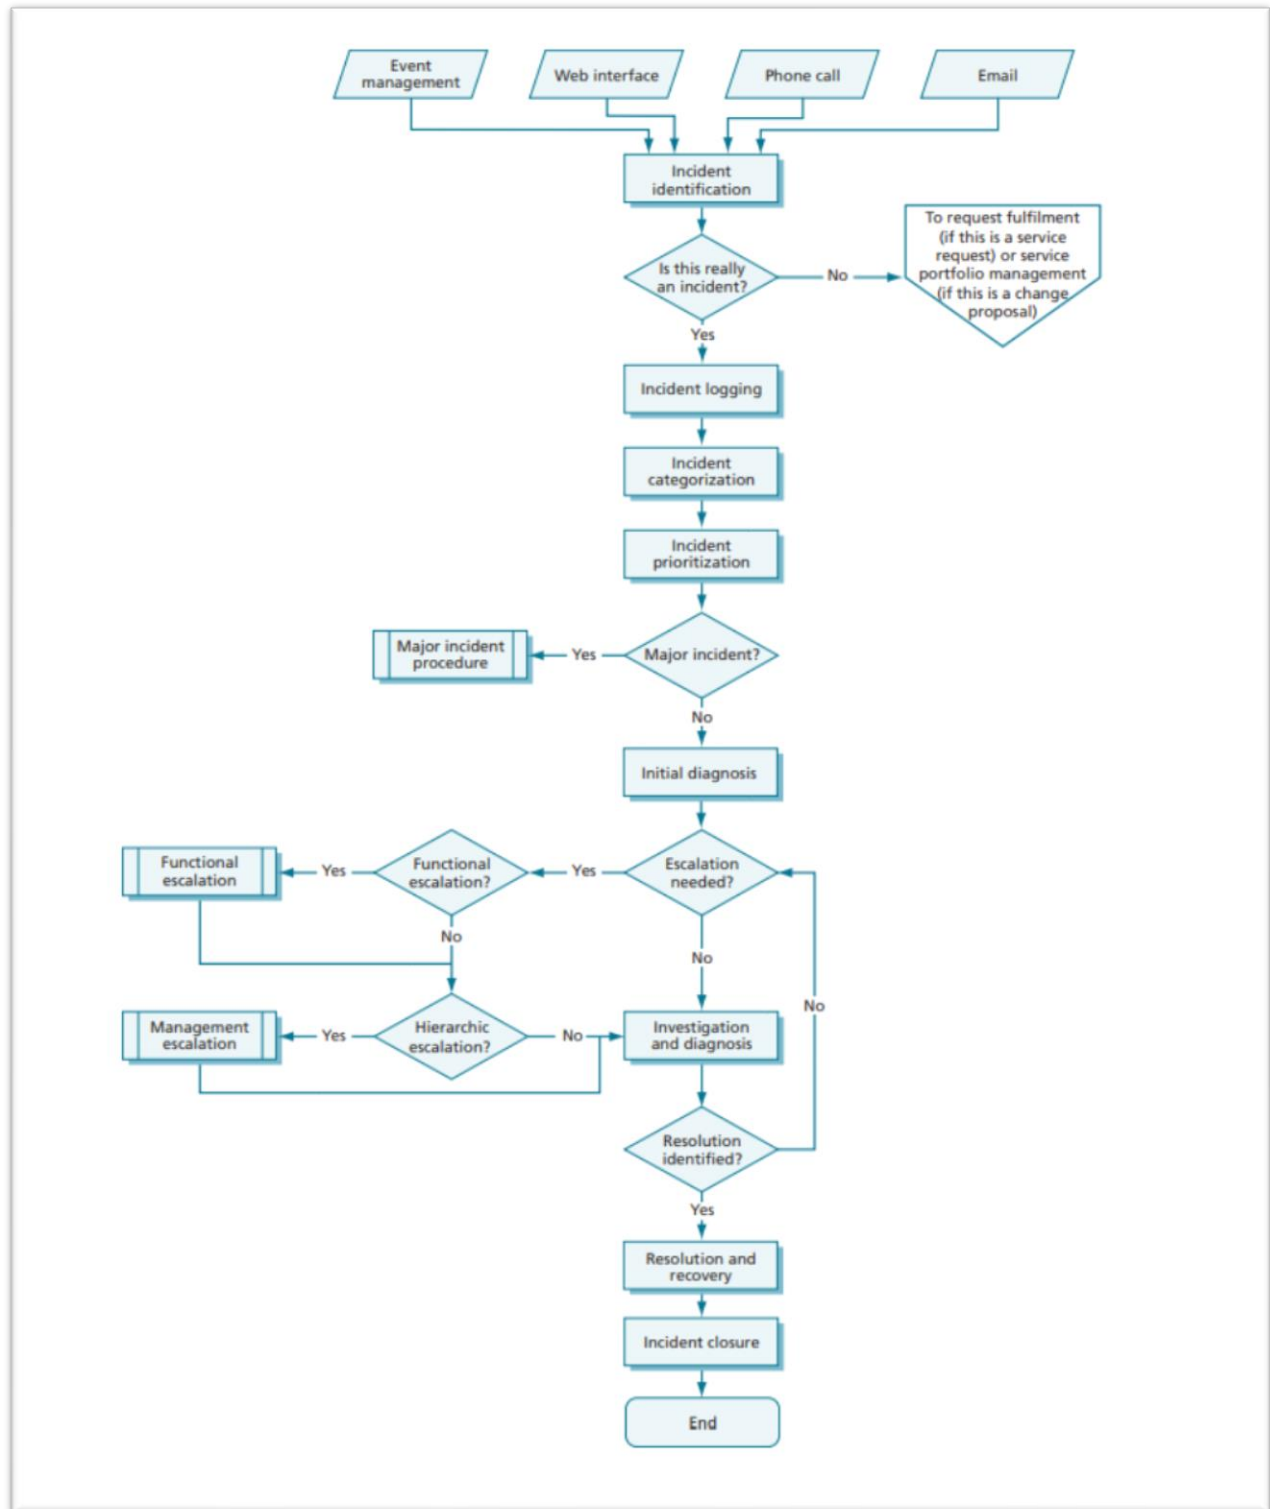 Event
management
Web interface
Phone call
Email
Incident
identification
To request fulfilment
(if this is a service
request) or service
portfolio management
(if this is a change
proposal)
Is this really
an incident?
No
Yes
Incident logging
Incident
categorization
Incident
prioritization
Major incident
procedure
Yes
Major incident?
No
Initial diagnosis
Functional
escalation
Yes
Functional
escalation?
Yes
Escalation
needed?
No
No
No
Management
escalation
Yes
Hierarchic
escalation?
No
Investigation
and diagnosis
Resolution
identified?
Yes
Resolution and
recovery
Incident closure
End